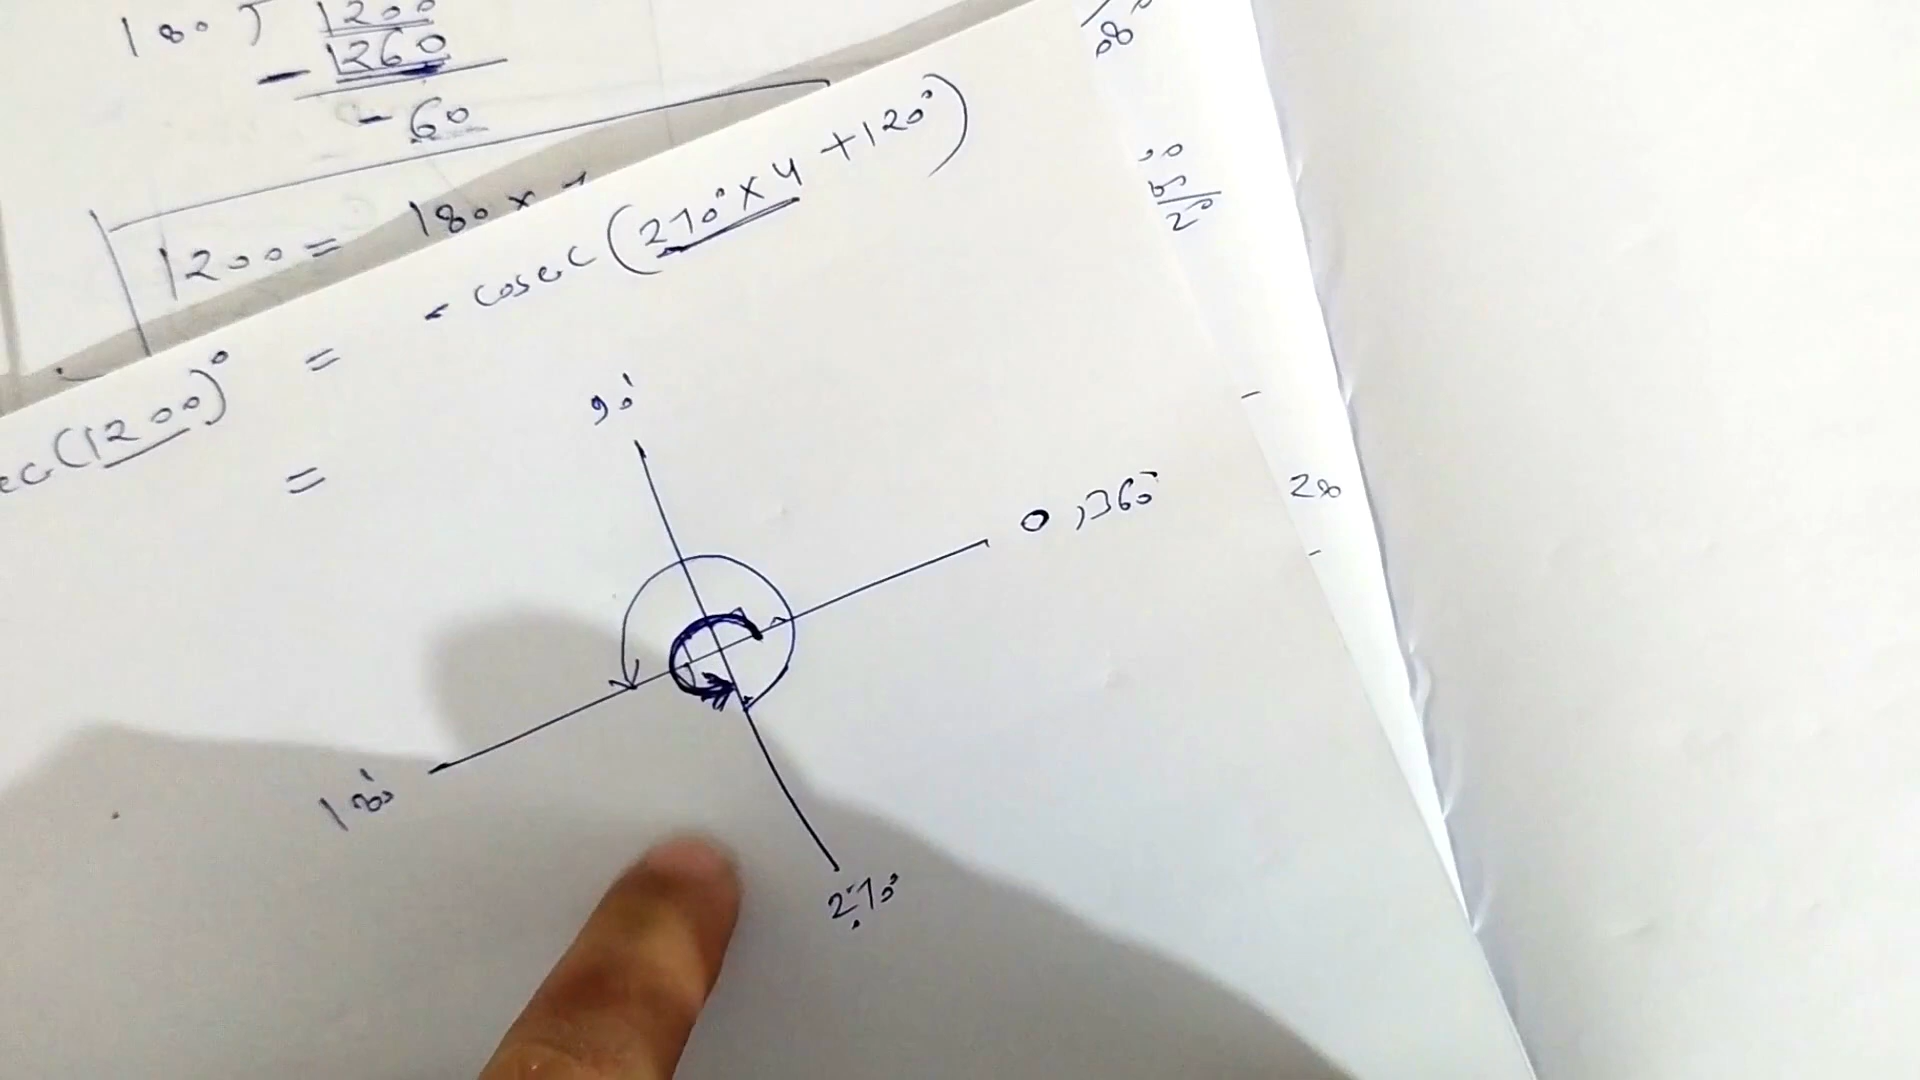 180 ) 1200
1260
- 60
1200 = 180 x
ec(1200)° = - cosec (270° x 4 + 120°)
=
90°
0, 360°
180°
270°